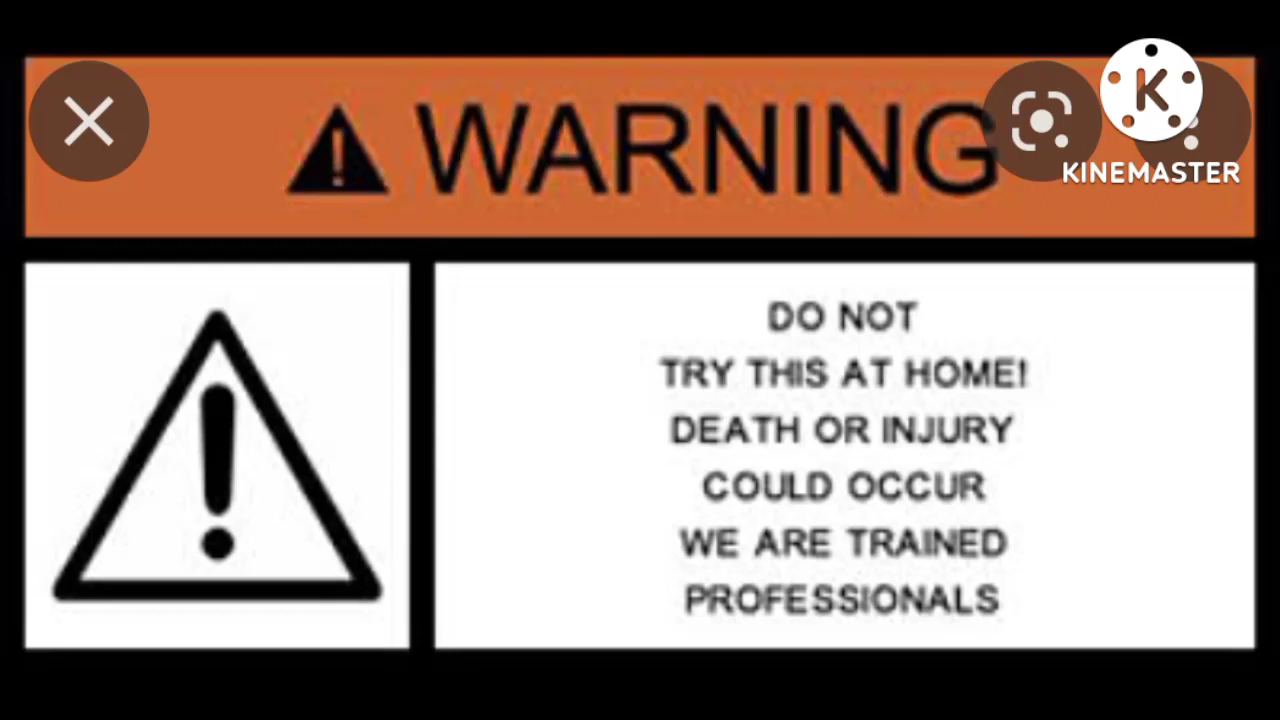 WARNING
K
KINEMASTER
DO NOT
TRY THIS AT HOME!
DEATH OR INJURY
COULD OCCUR
WE ARE TRAINED
PROFESSIONALS